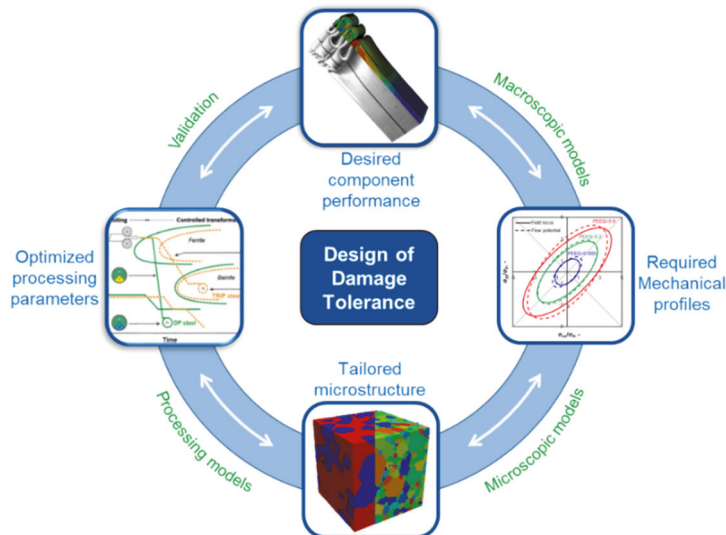 Validation
Macroscopic models
Desired
component
performance
Controlled transforma
Ferrite
Bainite
TRIP steel
DP steel
Time
Optimized
processing
parameters
Design of
Damage
Tolerance
Yield locus
Flow potential
Required
Mechanical
profiles
Tailored
microstructure
Processing models
Microscopic models